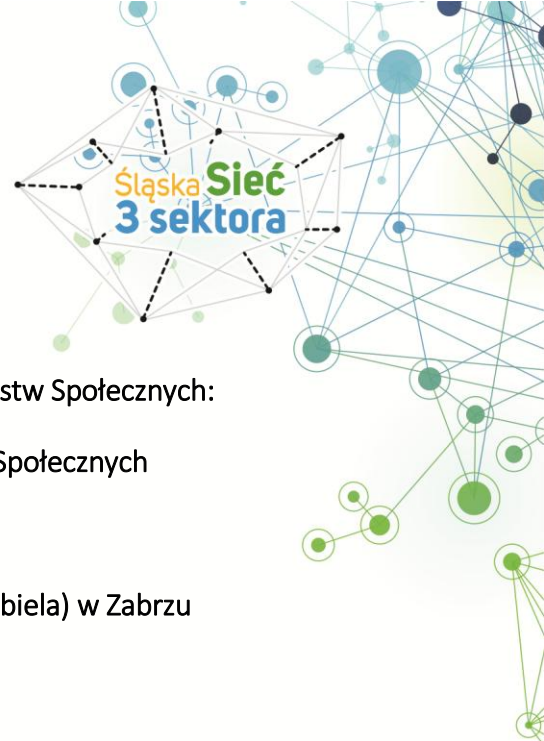 Śląska Sieć
3 sektora
stw Społecznych:
Społecznych
biela) w Zabrzu